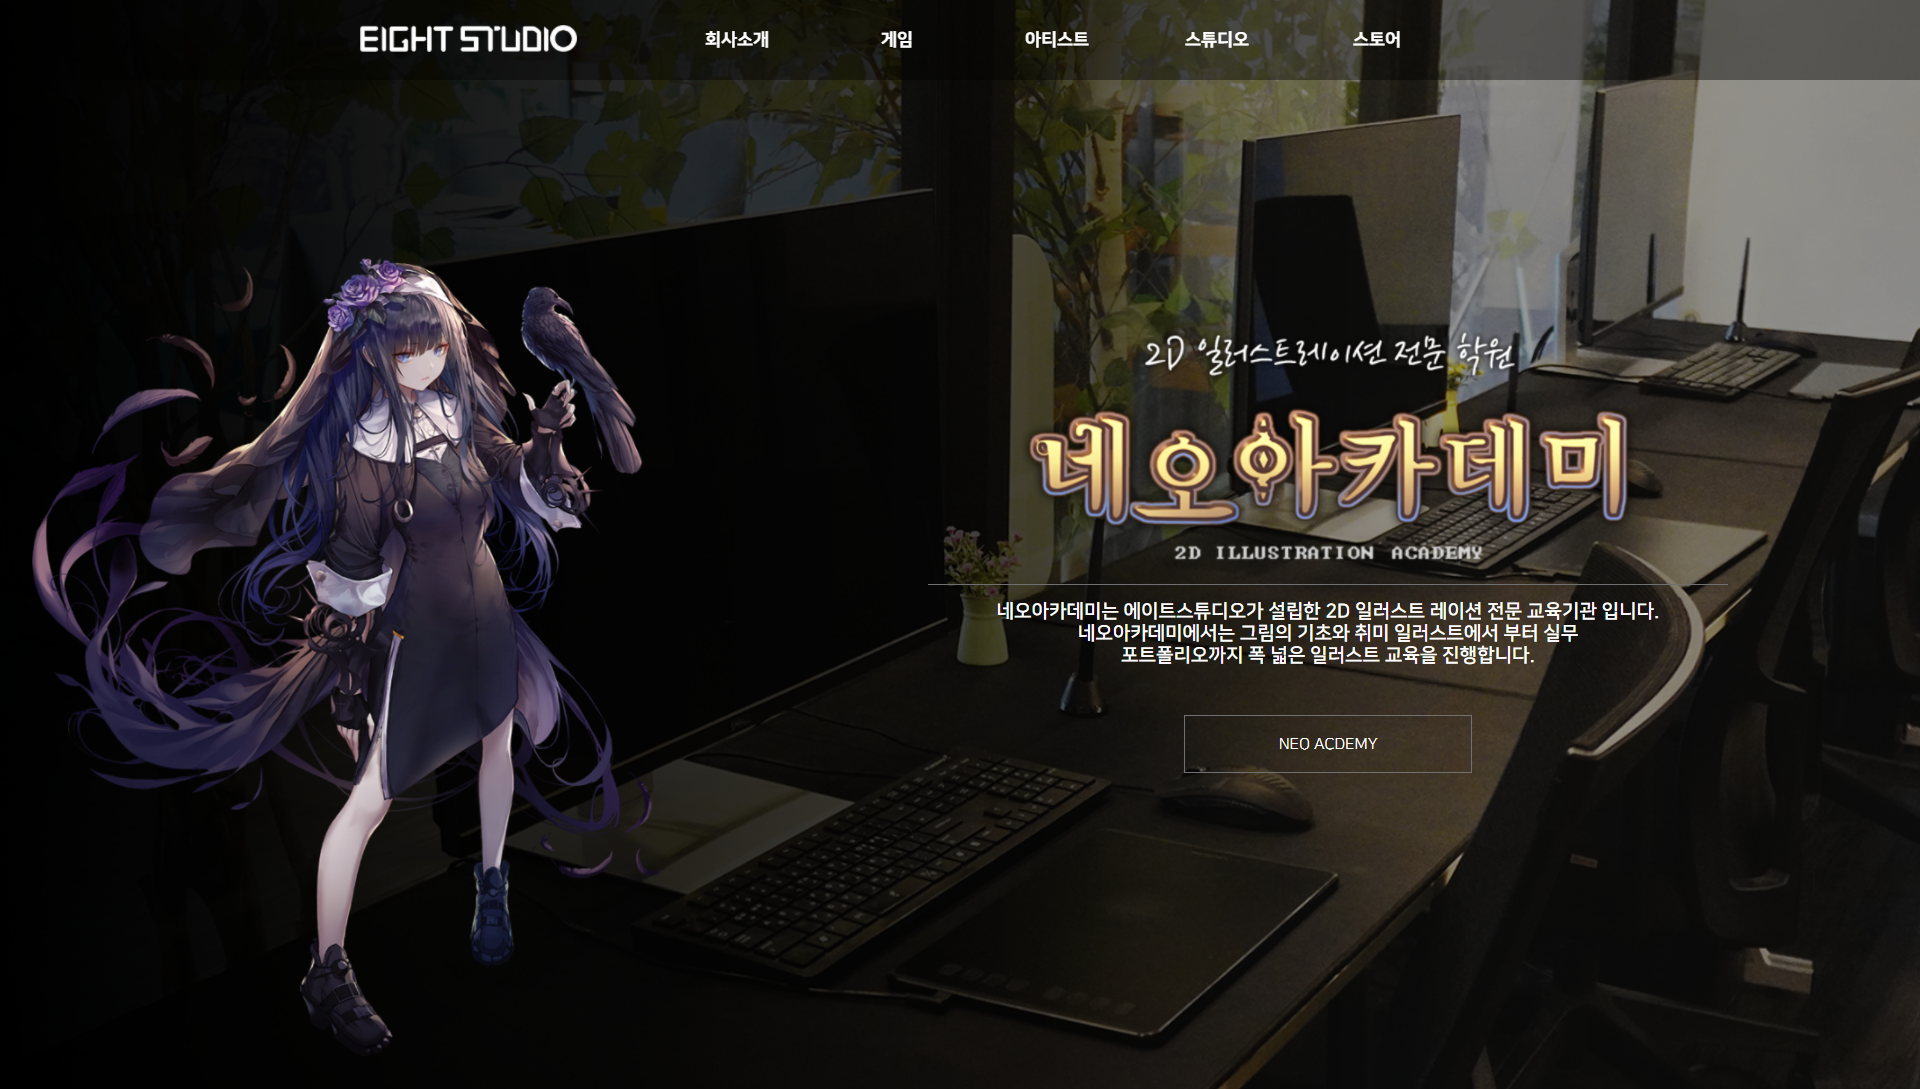 EIGHT STUDIO
회사소개 게임 아티스트 스튜디오 스토어
2D 일러스트레이션 전문 학원
네오아카데미
2D ILLUSTRATION ACADEMY
네오아카데미는 에이트스튜디오가 설립한 2D 일러스트 레이션 전문 교육기관 입니다.
네오아카데미에서는 그림의 기초와 취미 일러스트에서 부터 실무
포트폴리오까지 폭 넓은 일러스트 교육을 진행합니다.
NEO ACDEMY